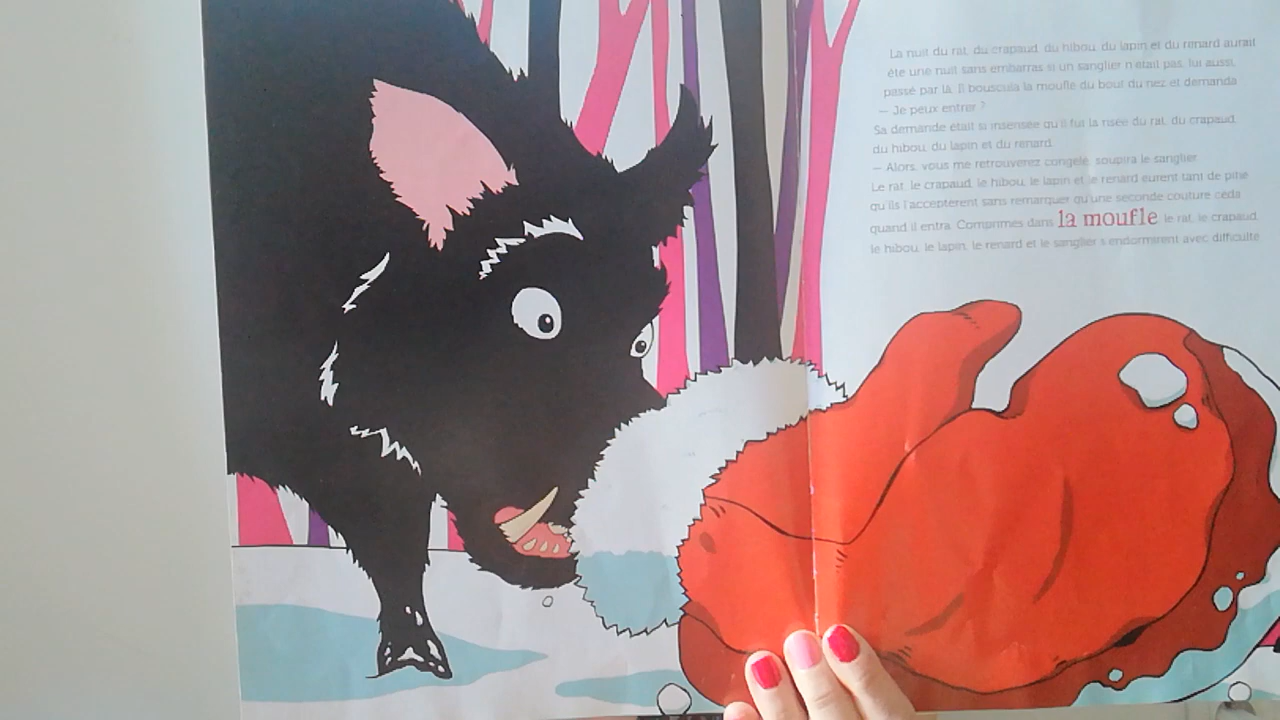 La nuit du rat, du crapaud, du hibou, du lapin et du renard aurait
été une nuit sans embarras si un sanglier n'était pas, lui aussi,
passé par là. Il bouscula la moufle du bout du nez et demanda
— Je peux entrer ?
Sa demande était si insensée qu'il fut la risée du rat, du crapaud,
du hibou, du lapin et du renard.
— Alors, vous me retrouverez congelé, soupira le sanglier.
Le rat, le crapaud, le hibou, le lapin et le renard eurent tant de pitié
qu'ils l'acceptèrent sans remarquer qu'une seconde couture céda
quand il entra. Comprimés dans la moufle le rat, le crapaud,
le hibou, le lapin, le renard et le sanglier s'endormirent avec difficulté